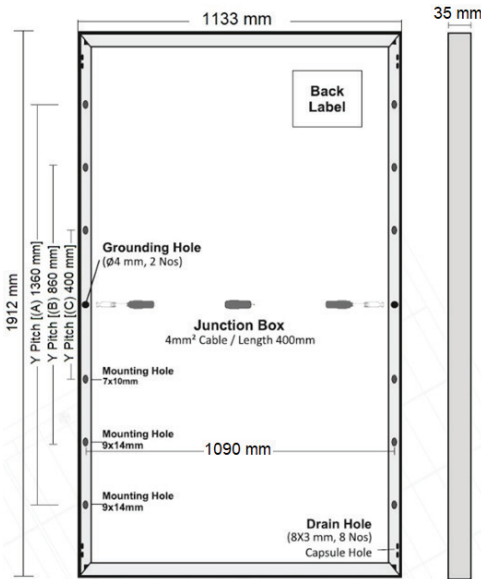 1133 mm
35 mm
Back
Label
1912 mm
Y Pitch [(A) 1360 mm]
Y Pitch [(B) 860 mm]
Y Pitch [(C) 400 mm]
Grounding Hole
(Ø4 mm, 2 Nos)
Junction Box
4mm² Cable / Length 400mm
Mounting Hole
7x10mm
Mounting Hole
9x14mm
1090 mm
Mounting Hole
9x14mm
Drain Hole
(8X3 mm, 8 Nos)
Capsule Hole